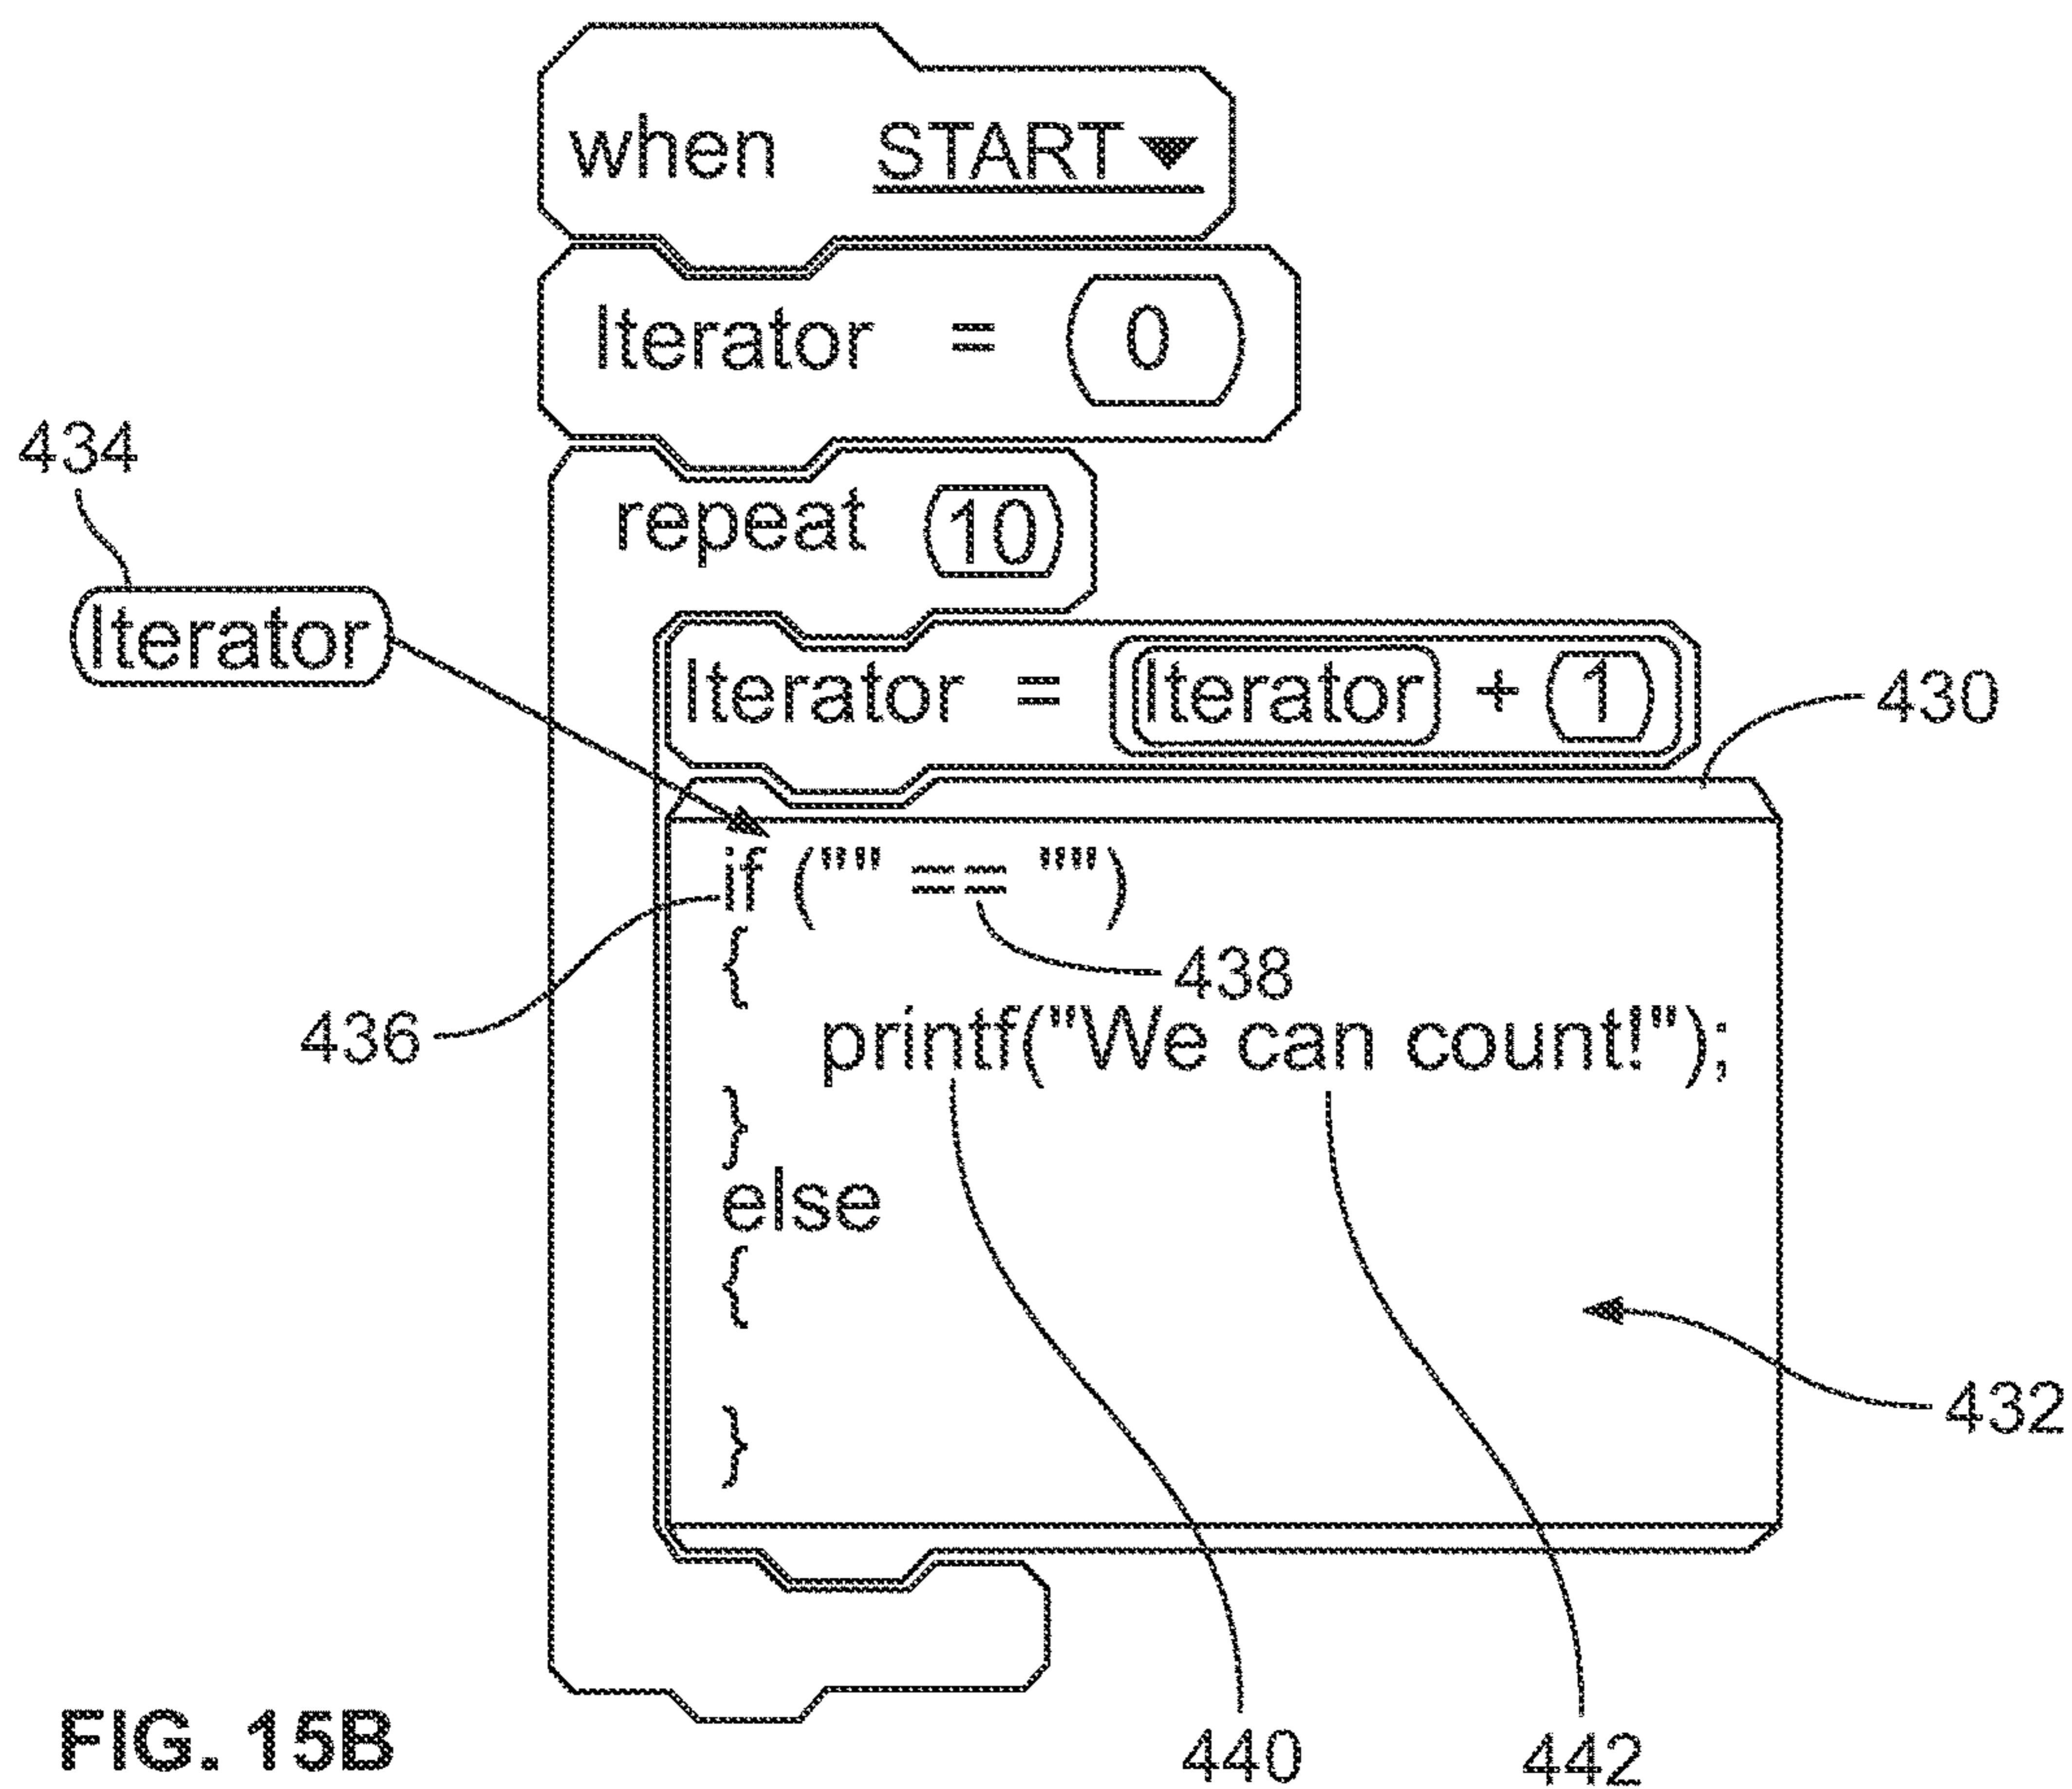 when START
Iterator = 0
434
repeat 10
Iterator
Iterator = Iterator + 1
430
if ("" == "")
{
438
436
printf("We can count!");
}
else
{
432
}
FIG. 15B
440
442